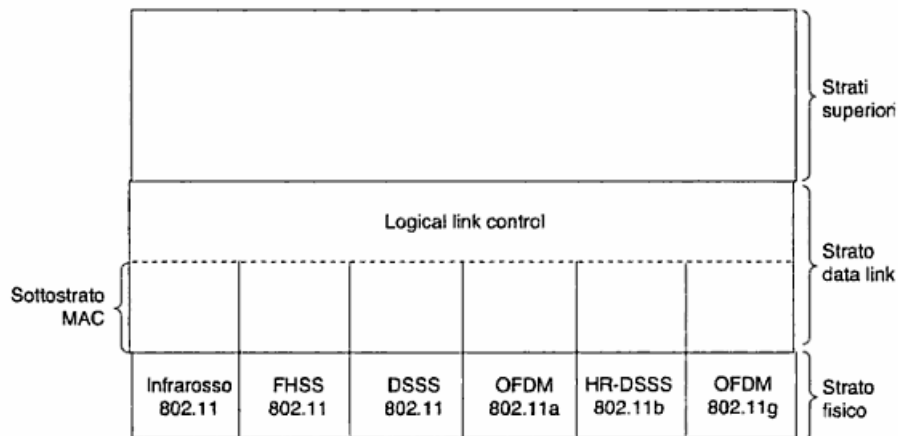 Strati
superiori
Logical link control
Strato
data link
Sottostrato
MAC
Infrarosso
802.11
FHSS
802.11
DSSS
802.11
OFDM
802.11a
HR-DSSS
802.11b
OFDM
802.11g
Strato
fisico